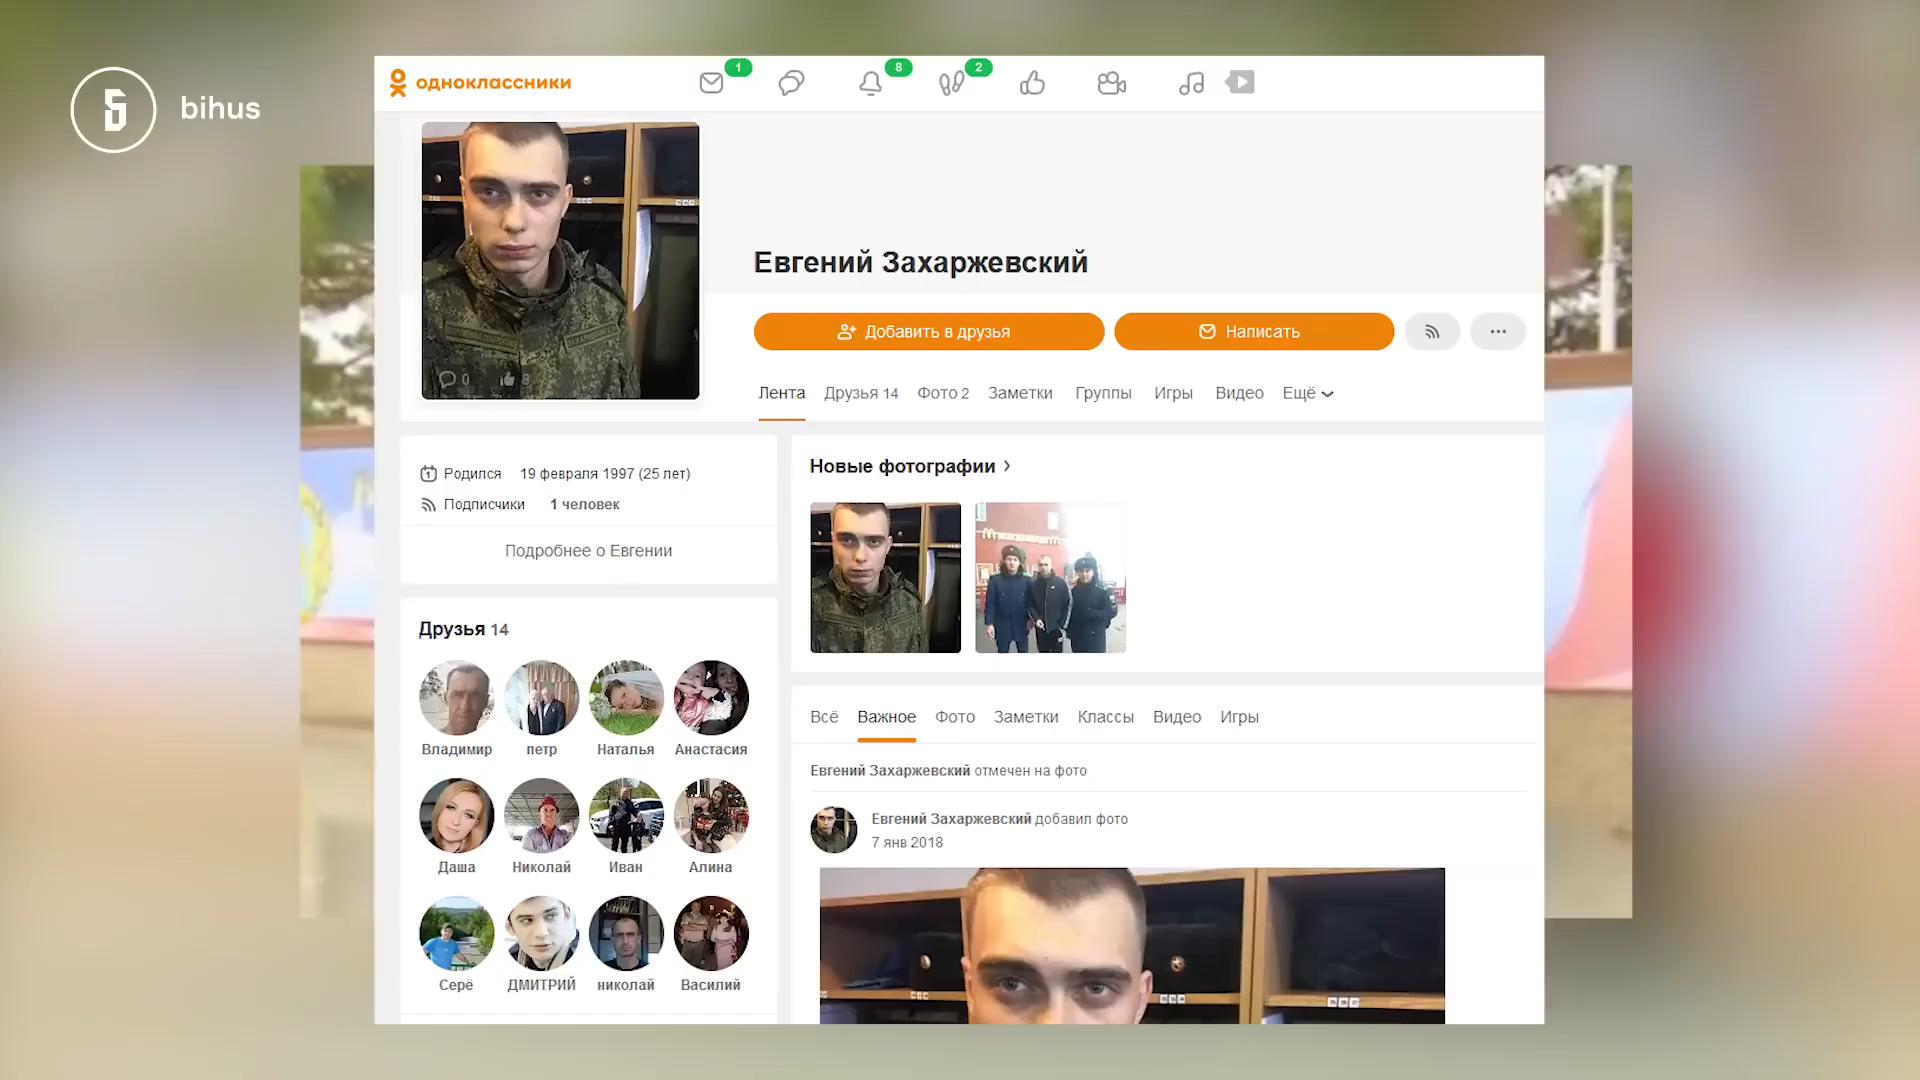 bihus
одноклассники
1
8
2
Евгений Захаржевский
Добавить в друзья
Написать
0
3
Лента Друзья 14 Фото 2 Заметки Группы Игры Видео Ещё
Родился 19 февраля 1997 (25 лет)
Подписчики 1 человек
Подробнее о Евгении
Новые фотографии
Друзья 14
Владимир петр Наталья Анастасия
Даша Николай Иван Алина
Серё ДМИТРИЙ николай Василий
Всё Важное Фото Заметки Классы Видео Игры
Евгений Захаржевский отмечен на фото
Евгений Захаржевский добавил фото
7 янв 2018